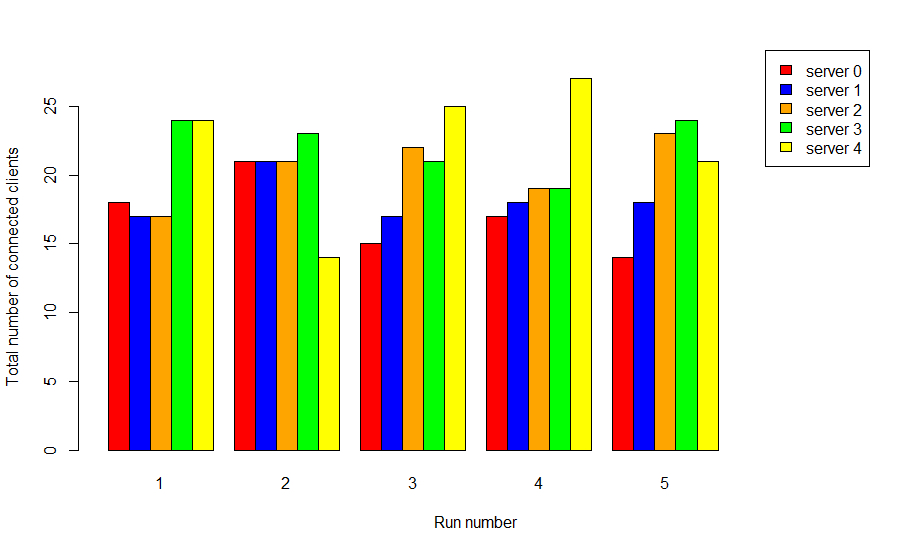 server 0
server 1
server 2
server 3
server 4
Total number of connected clients
25
20
15
10
5
0
1 2 3 4 5
Run number